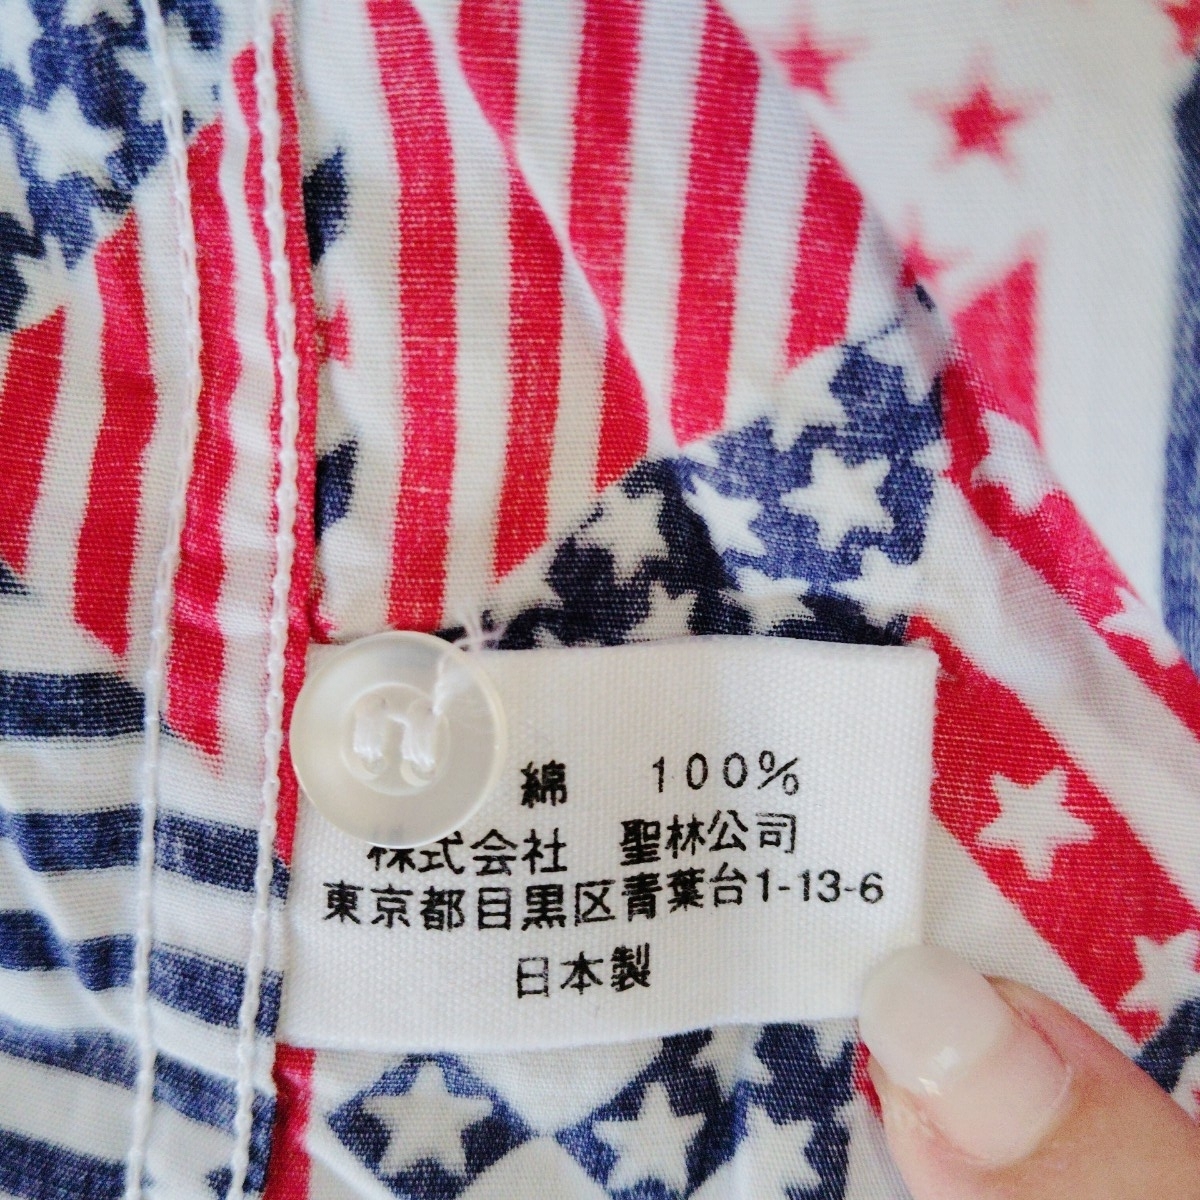 綿　100%
株式会社　聖林公司
東京都目黒区青葉台1-13-6
日本製